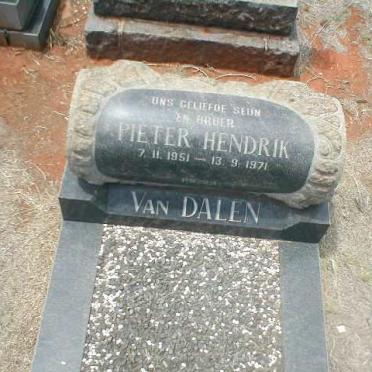 ONS GELIEFDE SEUN
EN BROER
PIETER HENDRIK
7.11.1951 — 13.9.1971
VAN DALEN